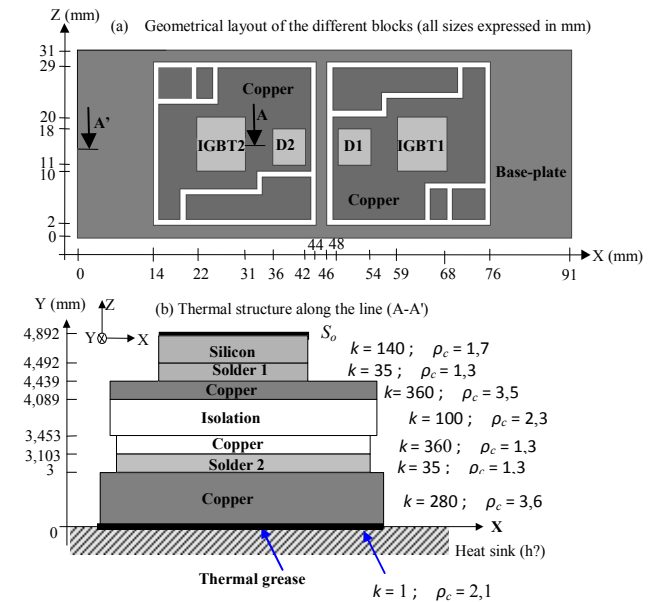 Z (mm)
(a) Geometrical layout of the different blocks (all sizes expressed in mm)
31
29
20
18
11
10
2
0
Copper
A'
A
IGBT2
D2
D1
IGBT1
Base-plate
Copper
44 48
0 14 22 31 36 42 46 54 59 68 76 91
X (mm)
Y (mm)
Z
(b) Thermal structure along the line (A-A')
Y X
4,892
4,492
4,439
4,089
3,453
3,103
3
0
S₀
Silicon
k = 140 ; ρc = 1,7
Solder 1
k = 35 ; ρc = 1,3
Copper
k= 360 ; ρc = 3,5
Isolation
k = 100 ; ρc = 2,3
Copper
k = 360 ; ρc = 1,3
Solder 2
k = 35 ; ρc = 1.3
Copper
k = 280 ; ρc = 3,6
X
Heat sink (h?)
Thermal grease
k = 1 ; ρc = 2,1